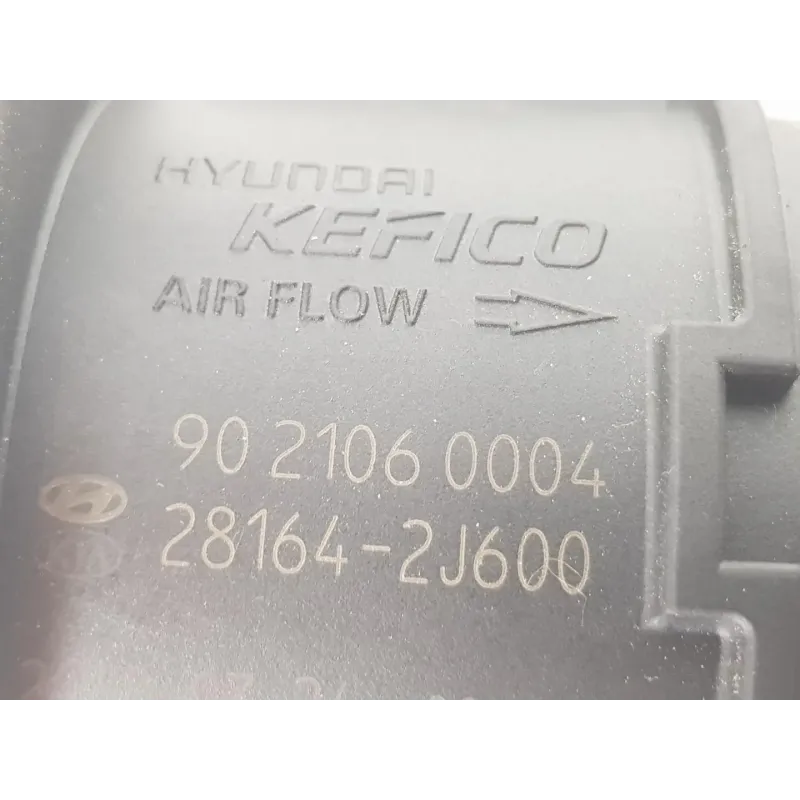 HYUNDAI
KEFICO
AIR FLOW
90 2106 0004
28164-2J600